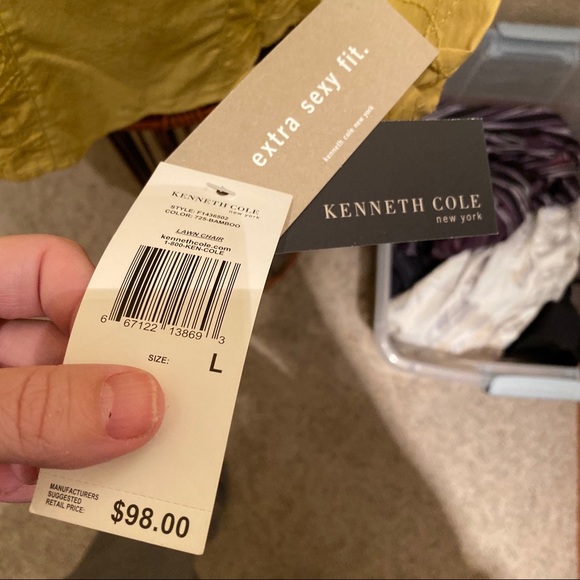 extra sexy fit.
kenneth cole new york
KENNETH COLE
new york
KENNETH COLE
new york
STYLE: P1436502
COLOR: 725-BAMBOO
LAWN CHAIR
kennethcole.com
1-800-KEN-COLE
6 67122 13869 3
SIZE: L
MANUFACTURERS
SUGGESTED
RETAIL PRICE: $98.00